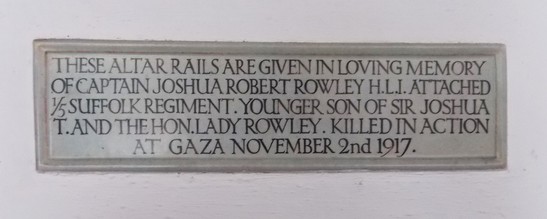 THESE ALTAR RAILS ARE GIVEN IN LOVING MEMORY
OF CAPTAIN JOSHUA ROBERT ROWLEY H.L.I. ATTACHED
1/5 SUFFOLK REGIMENT. YOUNGER SON OF SIR JOSHUA
T. AND THE HON. LADY ROWLEY. KILLED IN ACTION
AT GAZA NOVEMBER 2nd 1917.